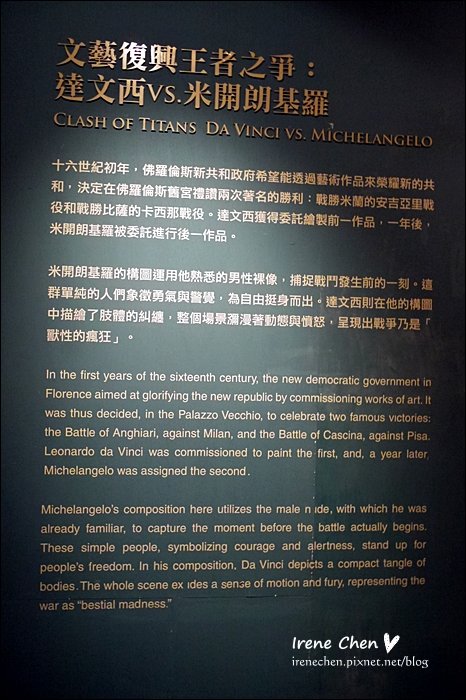 文藝復興王者之爭：
達文西VS.米開朗基羅
CLASH OF TITANS DA VINCI VS. MICHELANGELO
十六世紀初年，佛羅倫斯新共和政府希望能透過藝術作品來榮耀新的共
和，決定在佛羅倫斯舊宮禮讚兩次著名的勝利：戰勝米蘭的安吉亞里戰
役和戰勝比薩的卡西那戰役。達文西獲得委託繪製前一作品，一年後，
米開朗基羅被委託進行後一作品。
米開朗基羅的構圖運用他熟悉的男性裸像，捕捉戰鬥發生前的一刻。這
群單純的人們象徵勇氣與警覺，為自由挺身而出。達文西則在他的構圖
中描繪了肢體的糾纏，整個場景瀰漫著動態與憤怒，呈現出戰爭乃是「
獸性的瘋狂」。
In the first years of the sixteenth century, the new democratic government in
Florence aimed at glorifying the new republic by commissioning works of art. It
was thus decided, in the Palazzo Vecchio, to celebrate two famous victories:
the Battle of Anghiari, against Milan, and the Battle of Cascina, against Pisa.
Leonardo da Vinci was commissioned to paint the first, and, a year later,
Michelangelo was assigned the second.
Michelangelo's composition here utilizes the male nude, with which he was
already familiar, to capture the moment before the battle actually begins.
These simple people, symbolizing courage and alertness, stand up for
people's freedom. In his composition, Da Vinci depicts a compact tangle of
bodies. The whole scene exudes a sense of motion and fury, representing the
war as "bestial madness."
Irene Chen
irenechen.pixnet.net/blog